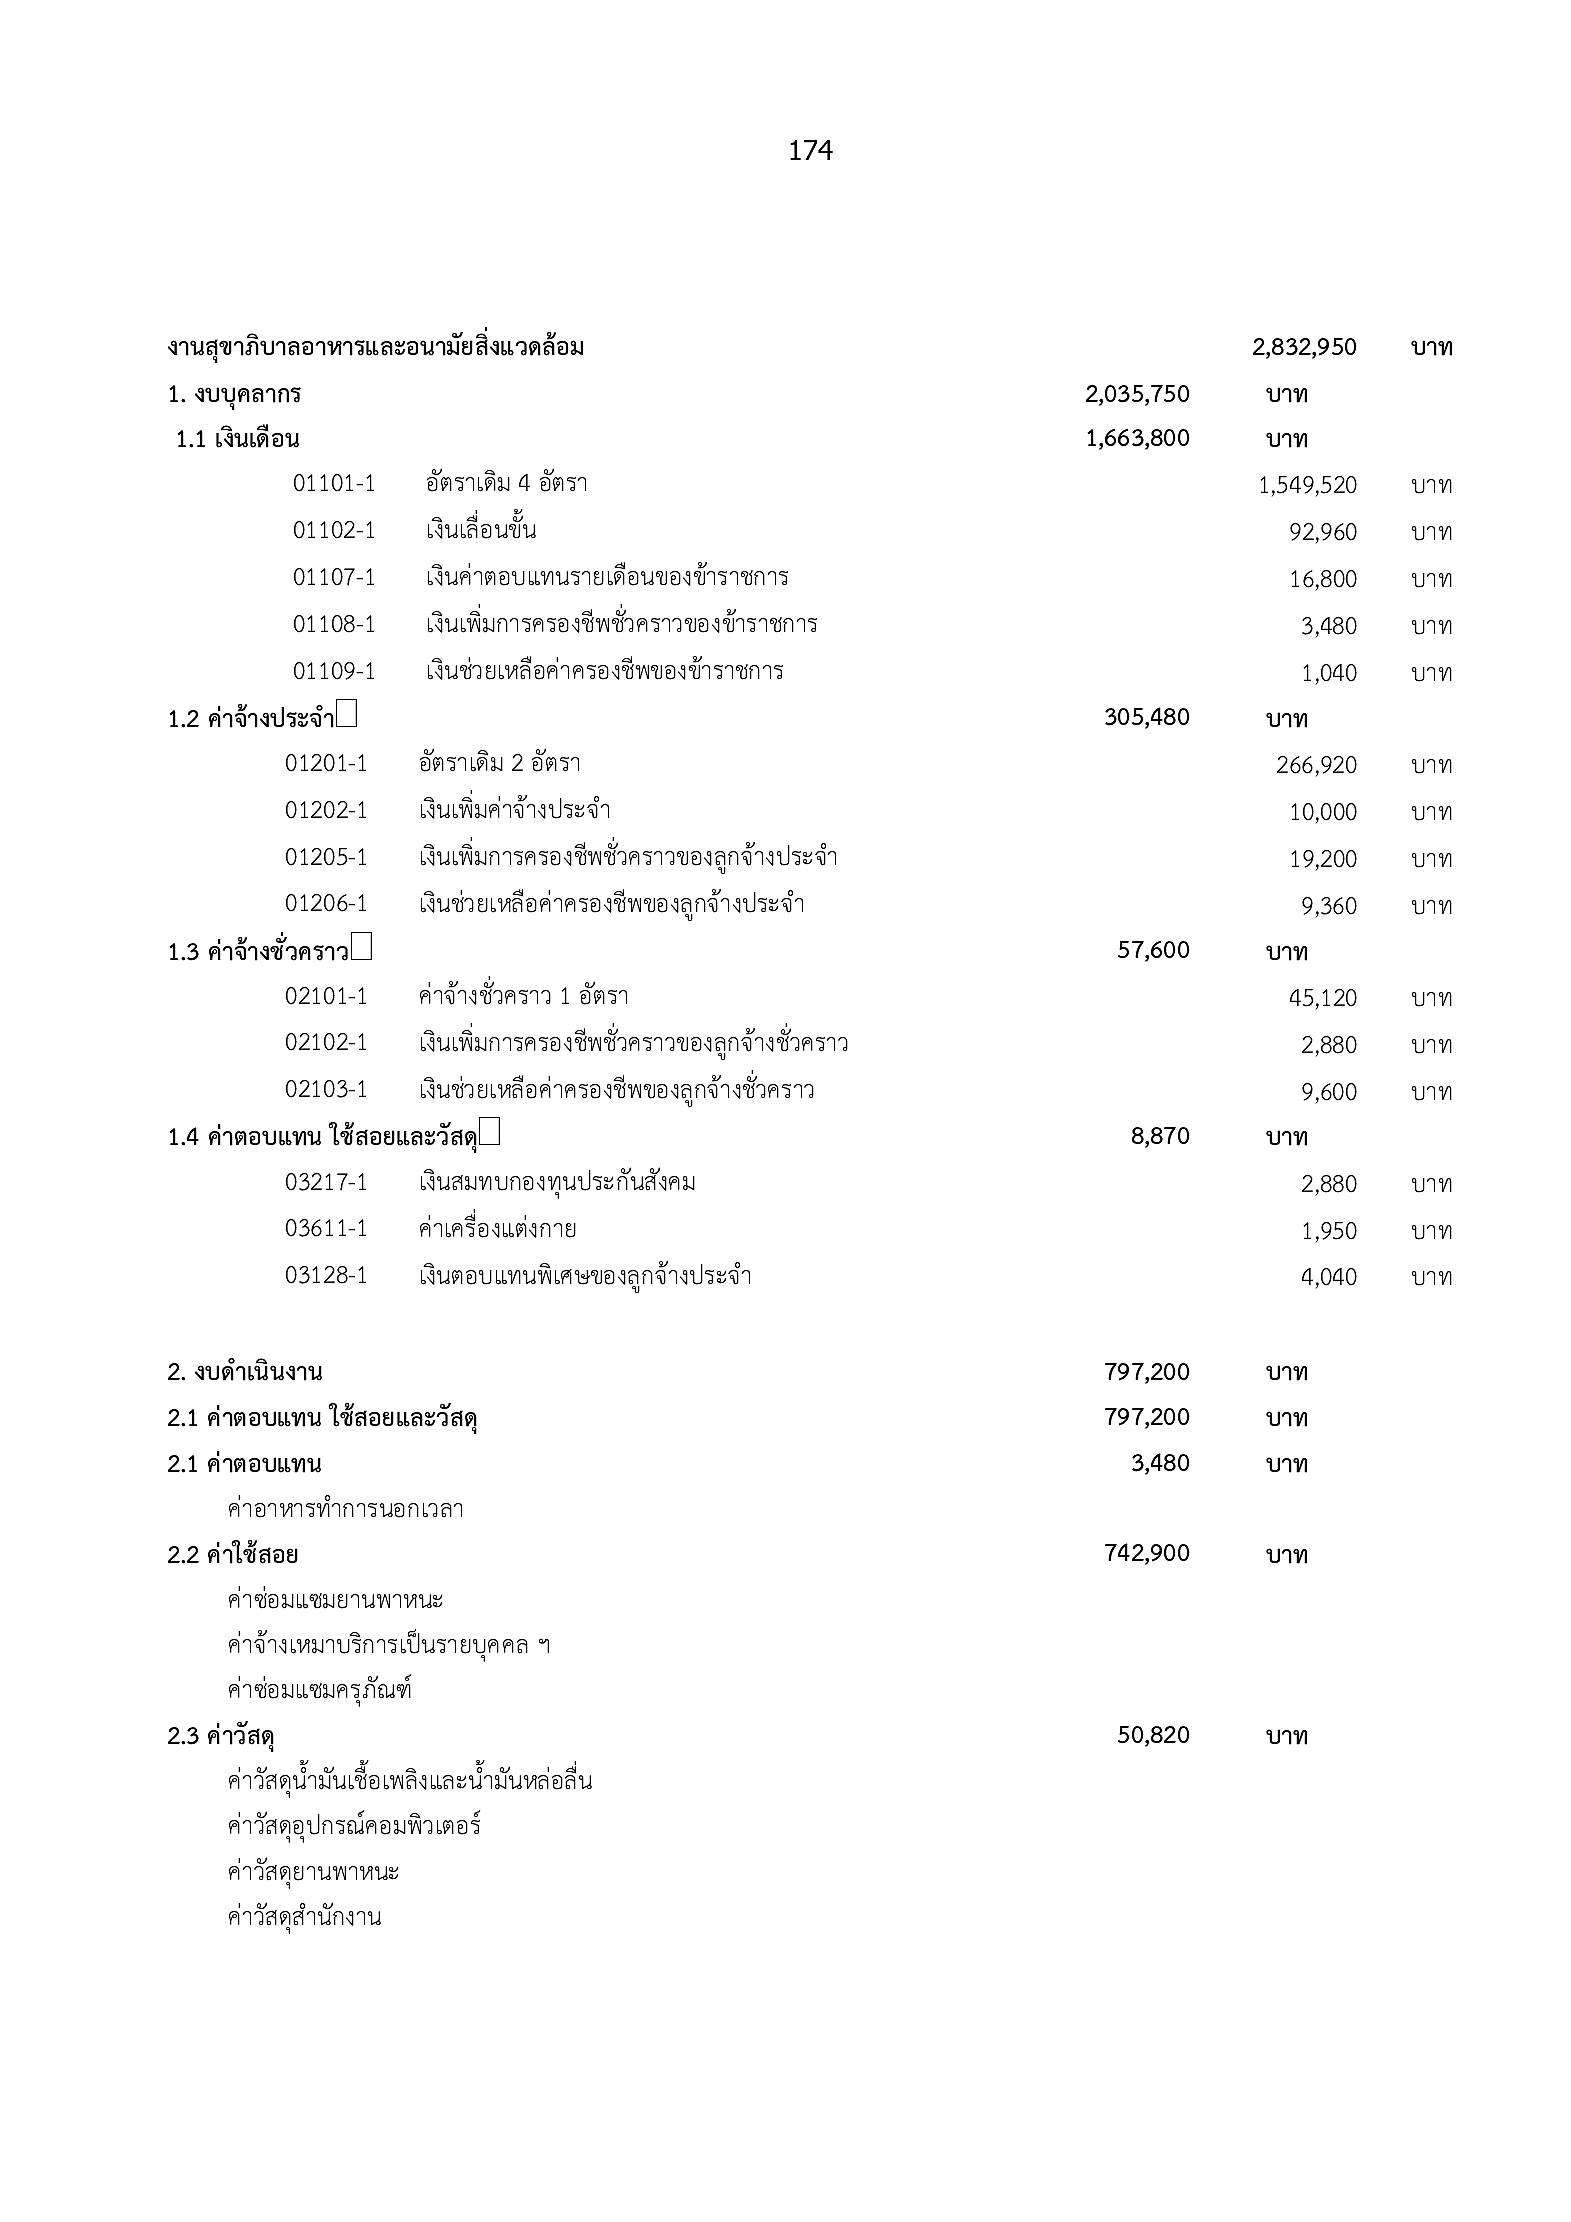 174
งานสุขาภิบาลอาหารและอนามัยสิ่งแวดล้อม 2,832,950 บาท
1. งบบุคลากร 2,035,750 บาท
1.1 เงินเดือน 1,663,800 บาท
01101-1 อัตราเดิม 4 อัตรา 1,549,520 บาท
01102-1 เงินเลื่อนขั้น 92,960 บาท
01107-1 เงินค่าตอบแทนรายเดือนของข้าราชการ 16,800 บาท
01108-1 เงินเพิ่มการครองชีพชั่วคราวของข้าราชการ 3,480 บาท
01109-1 เงินช่วยเหลือค่าครองชีพของข้าราชการ 1,040 บาท
1.2 ค่าจ้างประจำ 305,480 บาท
01201-1 อัตราเดิม 2 อัตรา 266,920 บาท
01202-1 เงินเพิ่มค่าจ้างประจำ 10,000 บาท
01205-1 เงินเพิ่มการครองชีพชั่วคราวของลูกจ้างประจำ 19,200 บาท
01206-1 เงินช่วยเหลือค่าครองชีพของลูกจ้างประจำ 9,360 บาท
1.3 ค่าจ้างชั่วคราว 57,600 บาท
02101-1 ค่าจ้างชั่วคราว 1 อัตรา 45,120 บาท
02102-1 เงินเพิ่มการครองชีพชั่วคราวของลูกจ้างชั่วคราว 2,880 บาท
02103-1 เงินช่วยเหลือค่าครองชีพของลูกจ้างชั่วคราว 9,600 บาท
1.4 ค่าตอบแทน ใช้สอยและวัสดุ 8,870 บาท
03217-1 เงินสมทบกองทุนประกันสังคม 2,880 บาท
03611-1 ค่าเครื่องแต่งกาย 1,950 บาท
03128-1 เงินตอบแทนพิเศษของลูกจ้างประจำ 4,040 บาท
2. งบดำเนินงาน 797,200 บาท
2.1 ค่าตอบแทน ใช้สอยและวัสดุ 797,200 บาท
2.1 ค่าตอบแทน 3,480 บาท
ค่าอาหารทำการนอกเวลา
2.2 ค่าใช้สอย 742,900 บาท
ค่าซ่อมแซมยานพาหนะ
ค่าจ้างเหมาบริการเป็นรายบุคคล ฯ
ค่าซ่อมแซมครุภัณฑ์
2.3 ค่าวัสดุ 50,820 บาท
ค่าวัสดุน้ำมันเชื้อเพลิงและน้ำมันหล่อลื่น
ค่าวัสดุอุปกรณ์คอมพิวเตอร์
ค่าวัสดุยานพาหนะ
ค่าวัสดุสำนักงาน